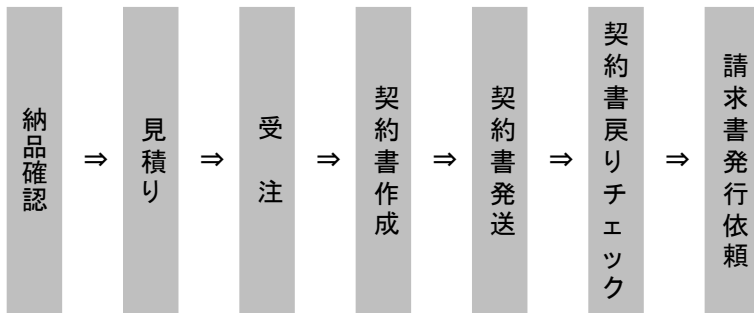 納品確認
⇒
見積り
⇒
受注
⇒
契約書作成
⇒
契約書発送
⇒
契約書戻りチェック
⇒
請求書発行依頼